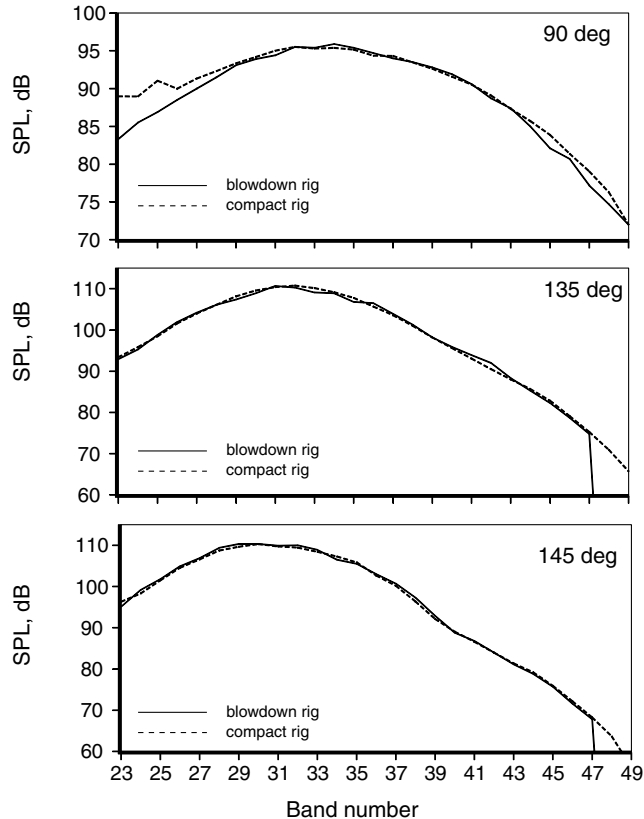 SPL, dB
100
95
90
85
80
75
70
90 deg
blowdown rig
compact rig
SPL, dB
110
100
90
80
70
60
135 deg
blowdown rig
compact rig
SPL, dB
110
100
90
80
70
60
145 deg
blowdown rig
compact rig
23 25 27 29 31 33 35 37 39 41 43 45 47 49
Band number